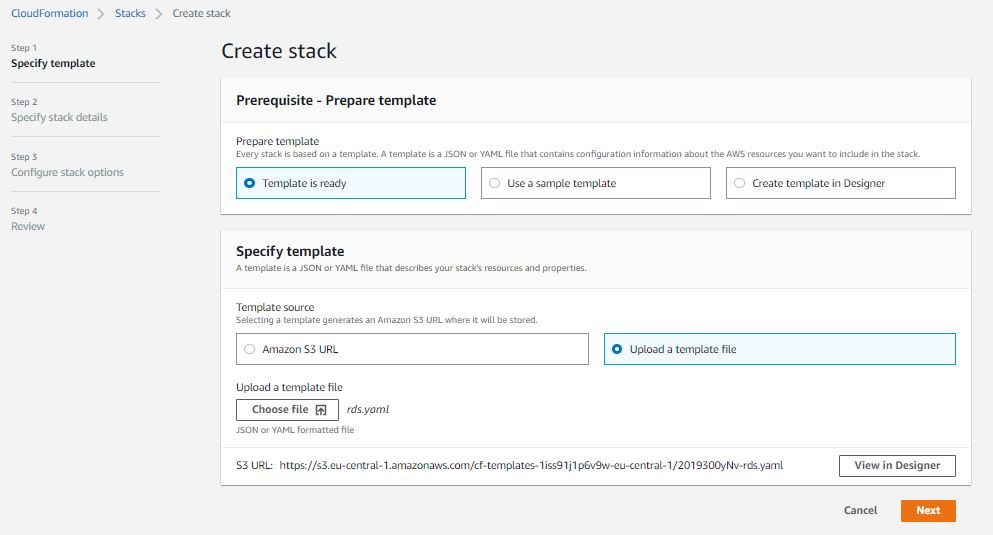 CloudFormation > Stacks > Create stack
Step 1
Specify template
Step 2
Specify stack details
Step 3
Configure stack options
Step 4
Review
Create stack
Prerequisite - Prepare template
Prepare template
Every stack is based on a template. A template is a JSON or YAML file that contains configuration information about the AWS resources you want to include in the stack.
Template is ready
Use a sample template
Create template in Designer
Specify template
A template is a JSON or YAML file that describes your stack's resources and properties.
Template source
Selecting a template generates an Amazon S3 URL where it will be stored.
Amazon S3 URL
Upload a template file
Upload a template file
Choose file rds.yaml
JSON or YAML formatted file
S3 URL: https://s3.eu-central-1.amazonaws.com/cf-templates-1iss91j1p6v9w-eu-central-1/2019300yNv-rds.yaml
View in Designer
Cancel
Next